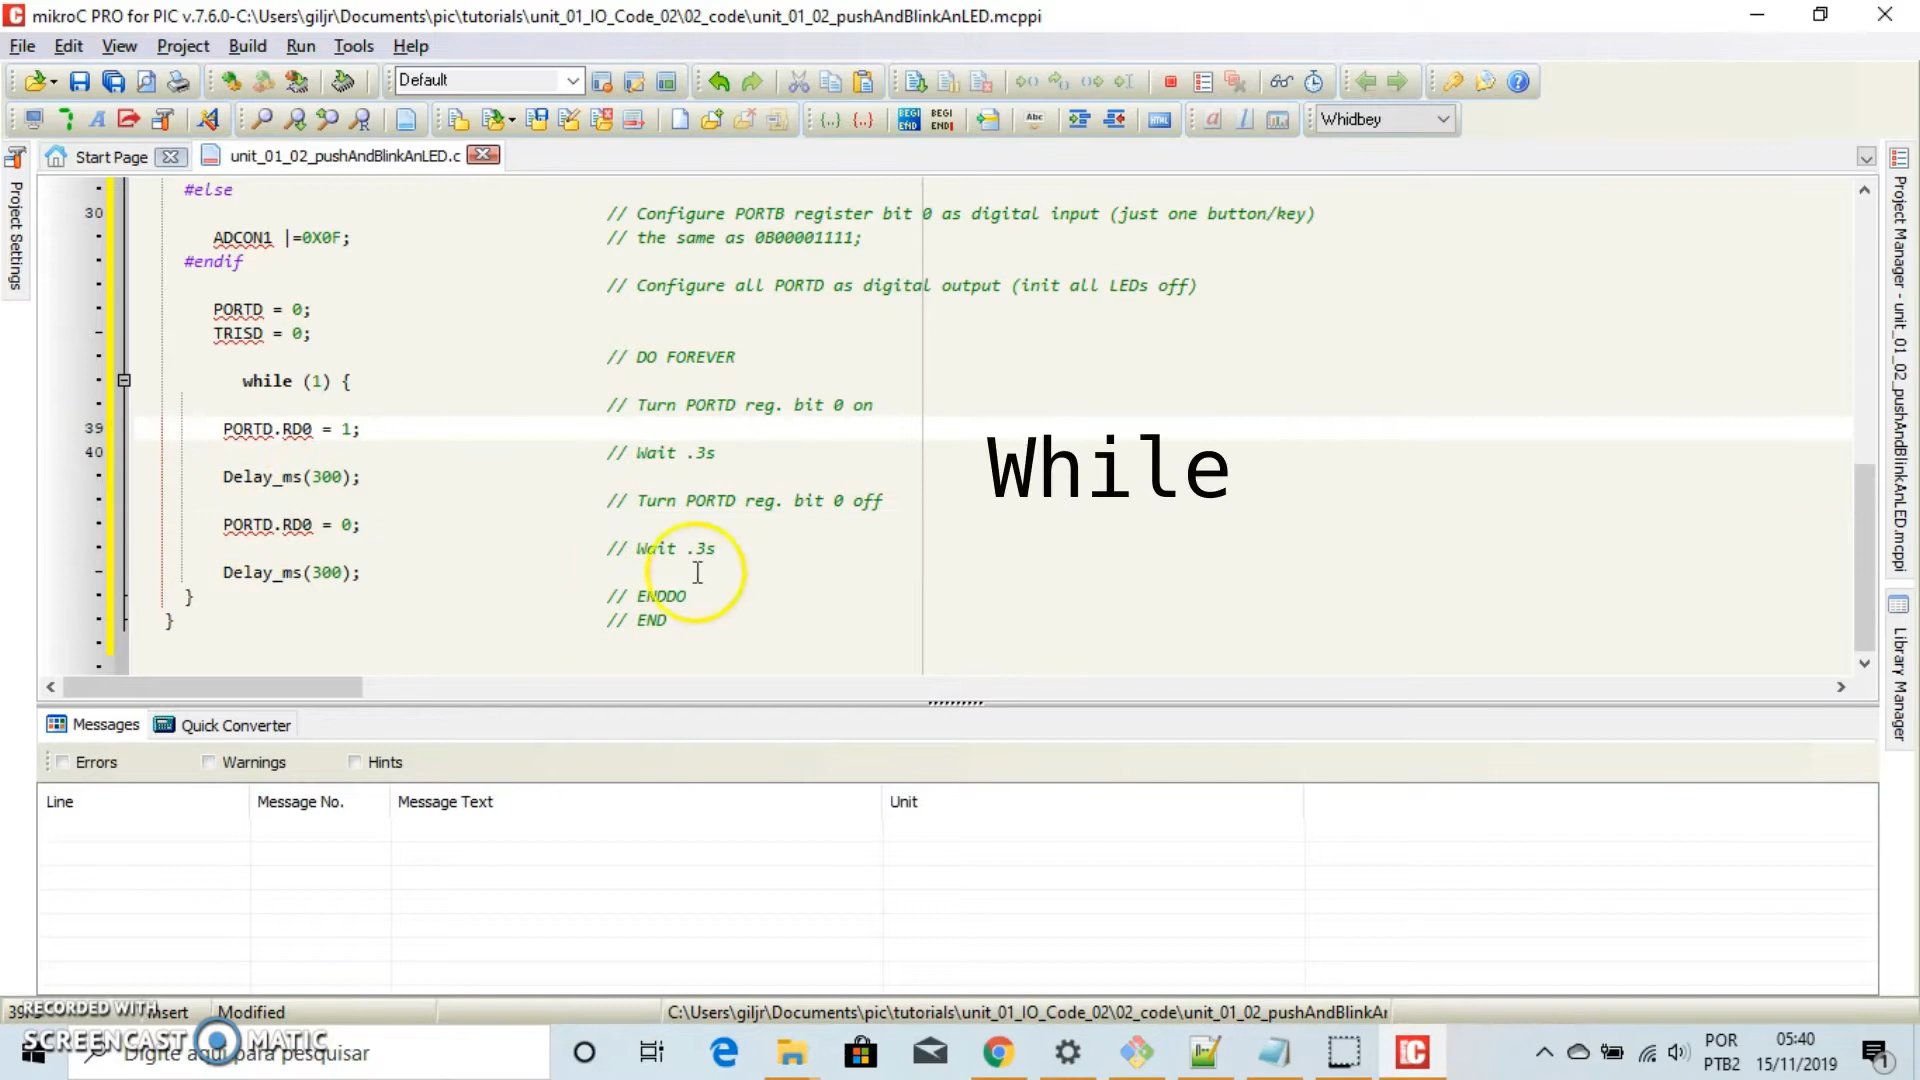 mikroC PRO for PIC v.7.6.0-C:\Users\giljr\Documents\pic\tutorials\unit_01_IO_Code_02\02_code\unit_01_02_pushAndBlinkAnLED.mcppi
File Edit View Project Build Run Tools Help
Default
Whidbey
Start Page unit_01_02_pushAndBlinkAnLED.c
#else
30 // Configure PORTB register bit 0 as digital input (just one button/key)
ADCON1 |=0X0F; // the same as 0B00001111;
#endif
// Configure all PORTD as digital output (init all LEDs off)
PORTD = 0;
TRISD = 0;
// DO FOREVER
while (1) {
// Turn PORTD reg. bit 0 on
39 PORTD.RD0 = 1;
40 // Wait .3s
Delay_ms(300);
// Turn PORTD reg. bit 0 off
PORTD.RD0 = 0;
// Wait .3s
Delay_ms(300);
} // ENDDO
} // END
While
Project Settings
Project Manager - unit_01_02_pushAndBlinkAnLED.mcppi
Library Manager
Messages Quick Converter
Errors Warnings Hints
Line Message No. Message Text Unit
Insert Modified C:\Users\giljr\Documents\pic\tutorials\unit_01_IO_Code_02\02_code\unit_01_02_pushAndBlinkAr
RECORDED WITH
SCREENCAST MATIC
Digite aqui para pesquisar
POR
PTB2
05:40
15/11/2019
1